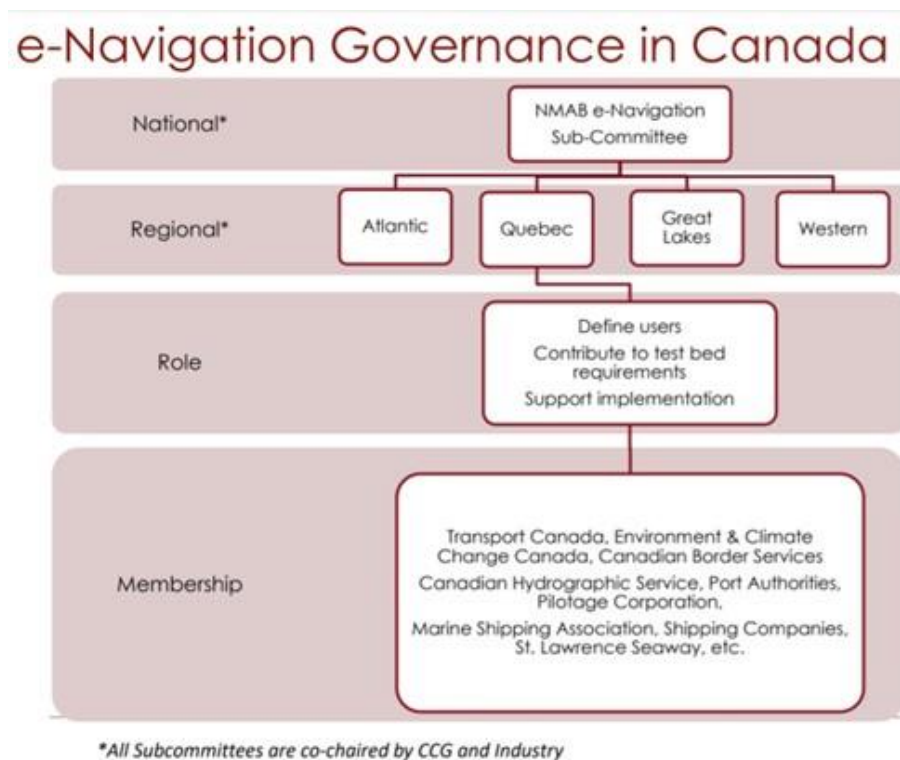 e-Navigation Governance in Canada
National*
NMAB e-Navigation
Sub-Committee
Regional*
Atlantic
Quebec
Great
Lakes
Western
Role
Define users
Contribute to test bed
requirements
Support implementation
Membership
Transport Canada, Environment & Climate
Change Canada, Canadian Border Services
Canadian Hydrographic Service, Port Authorities,
Pilotage Corporation,
Marine Shipping Association, Shipping Companies,
St. Lawrence Seaway, etc.
*All Subcommittees are co-chaired by CCG and Industry